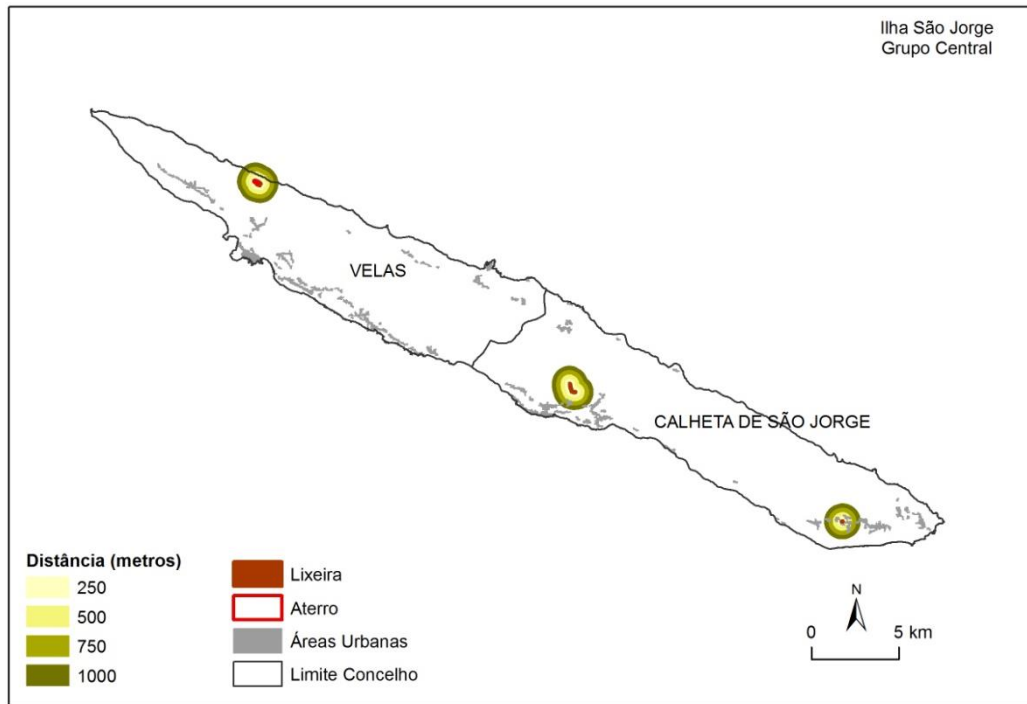 Ilha São Jorge
Grupo Central
VELAS
CALHETA DE SÃO JORGE
Distância (metros)
250
500
750
1000
Lixeira
Aterro
Áreas Urbanas
Limite Concelho
N
0 5 km